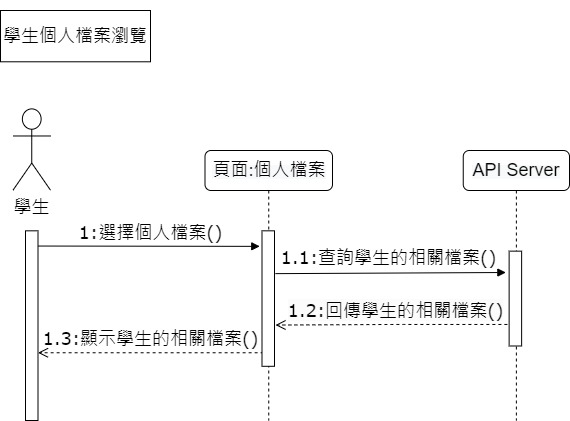 學生個人檔案瀏覽
學生
頁面:個人檔案
API Server
1:選擇個人檔案()
1.1:查詢學生的相關檔案()
1.2:回傳學生的相關檔案()
1.3:顯示學生的相關檔案()